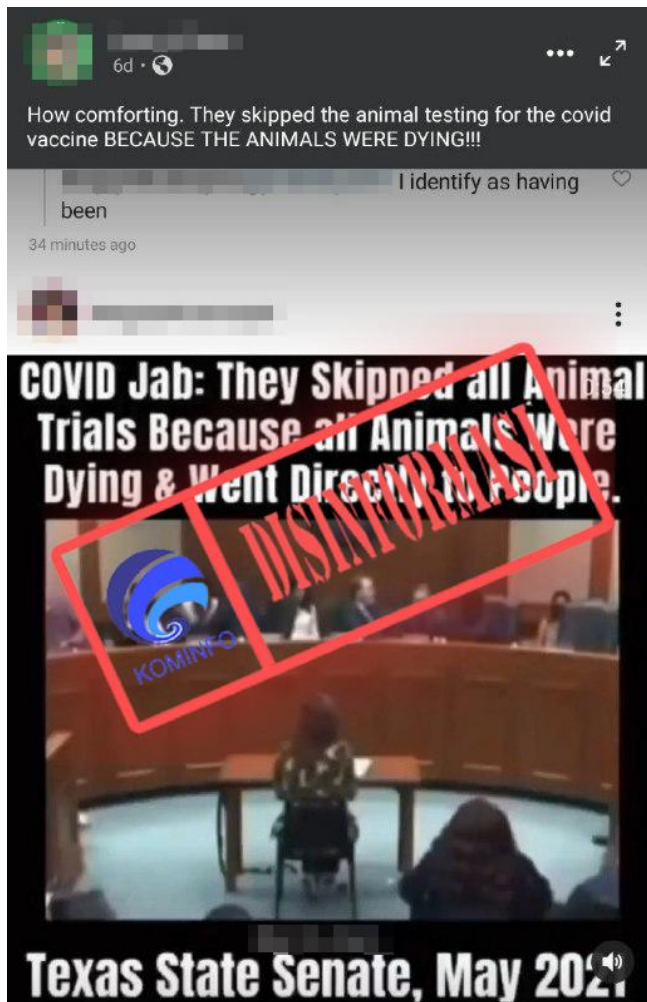 6d
How comforting. They skipped the animal testing for the covid
vaccine BECAUSE THE ANIMALS WERE DYING!!!
I identify as having
been
34 minutes ago
COVID Jab: They Skipped all Animal
0:54
Trials Because all Animals Were
Dying & Went Directly to People.
DISINFORMASI
KOMINFO
Texas State Senate, May 2021